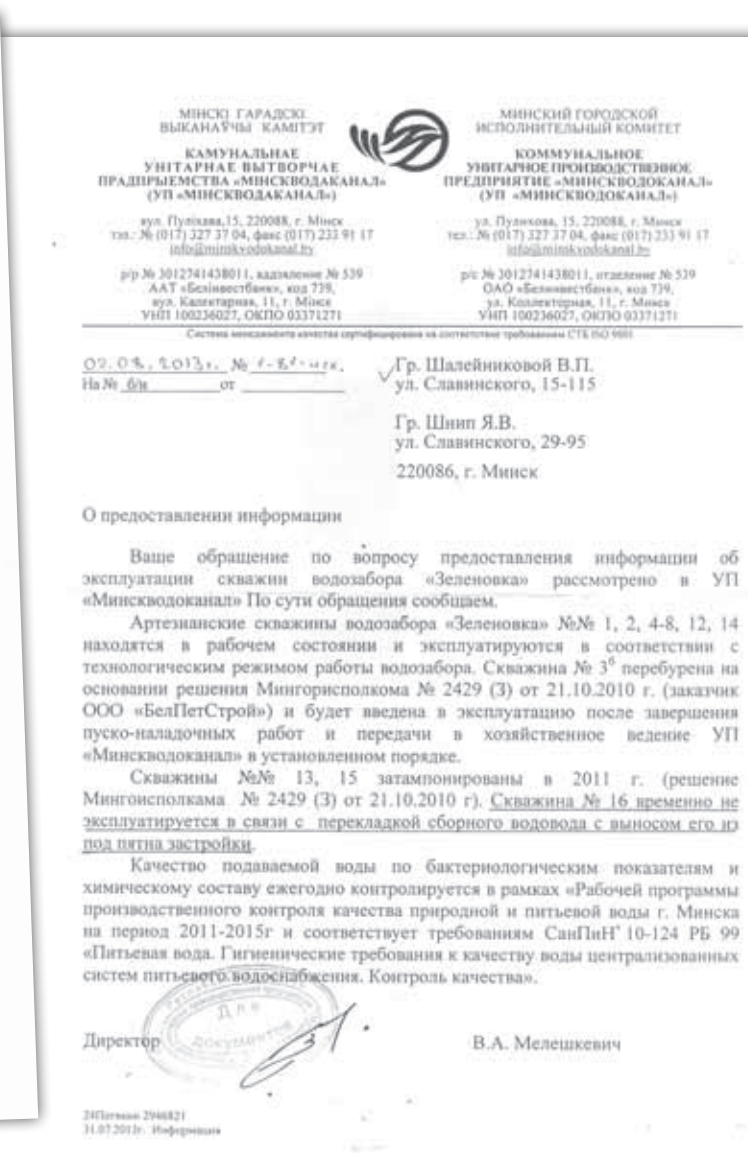 МІНСКІ ГАРАДСКІ
ВЫКАНАЎЧЫ КАМІТЭТ
КАМУНАЛЬНАЕ
УНІТАРНАЕ ВЫТВОРЧАЕ
ПРАДПРЫЕМСТВА «МІНСКВОДАКАНАЛ»
(УП «МІНСКВОДАКАНАЛ»)
вул. Пуліхава,15, 220088, г. Мінск
тэл.: № (017) 327 37 04, факс (017) 233 91 17
info@minskvodokanal.by
р/р № 3012741438011, аддзяленне № 539
ААТ «Белінвестбанк», код 739,
вул. Калектарная, 11, г. Мінск
УНП 100236027, ОКПО 03371271
МИНСКИЙ ГОРОДСКОЙ
ИСПОЛНИТЕЛЬНЫЙ КОМИТЕТ
КОММУНАЛЬНОЕ
УНИТАРНОЕ ПРОИЗВОДСТВЕННОЕ
ПРЕДПРИЯТИЕ «МИНСКВОДОКАНАЛ»
(УП «МИНСКВОДОКАНАЛ»)
ул. Пулихова, 15, 220088, г. Минск
тел.: № (017) 327 37 04, факс (017) 233 91 17
info@minskvodokanal.by
р/с № 3012741438011, отделение № 539
ОАО «Белинвестбанк», код 739,
ул. Коллекторная, 11, г. Минск
УНП 100236027, ОКПО 03371271
Система менеджмента качества сертифицирована на соответствие требованиям СТБ ISO 9001
02.08.2013г. №
На № б/н от
Гр. Шалейниковой В.П.
ул. Славинского, 15-115
Гр. Шнип Я.В.
ул. Славинского, 29-95
220086, г. Минск
О предоставлении информации
Ваше обращение по вопросу предоставления информации об
эксплуатации скважин водозабора «Зеленовка» рассмотрено в УП
«Минскводоканал» По сути обращения сообщаем.
Артезианские скважины водозабора «Зеленовка» №№ 1, 2, 4-8, 12, 14
находятся в рабочем состоянии и эксплуатируются в соответствии с
технологическим режимом работы водозабора. Скважина № 3б перебурена на
основании решения Мингорисполкома № 2429 (З) от 21.10.2010 г. (заказчик
ООО «БелПетСтрой») и будет введена в эксплуатацию после завершения
пуско-наладочных работ и передачи в хозяйственное ведение УП
«Минскводоканал» в установленном порядке.
Скважины №№ 13, 15 затампонированы в 2011 г. (решение
Мингоисполкама № 2429 (З) от 21.10.2010 г). Скважина № 16 временно не
эксплуатируется в связи с перекладкой сборного водовода с выносом его из
под пятна застройки.
Качество подаваемой воды по бактериологическим показателям и
химическому составу ежегодно контролируется в рамках «Рабочей программы
производственного контроля качества природной и питьевой воды г. Минска
на период 2011-2015г и соответствует требованиям СанПиН 10-124 РБ 99
«Питьевая вода. Гигиенические требования к качеству воды централизованных
систем питьевого водоснабжения. Контроль качества».
Для
документов
Директор В.А. Мелешкевич
2946821
31.07.2013г. Информация